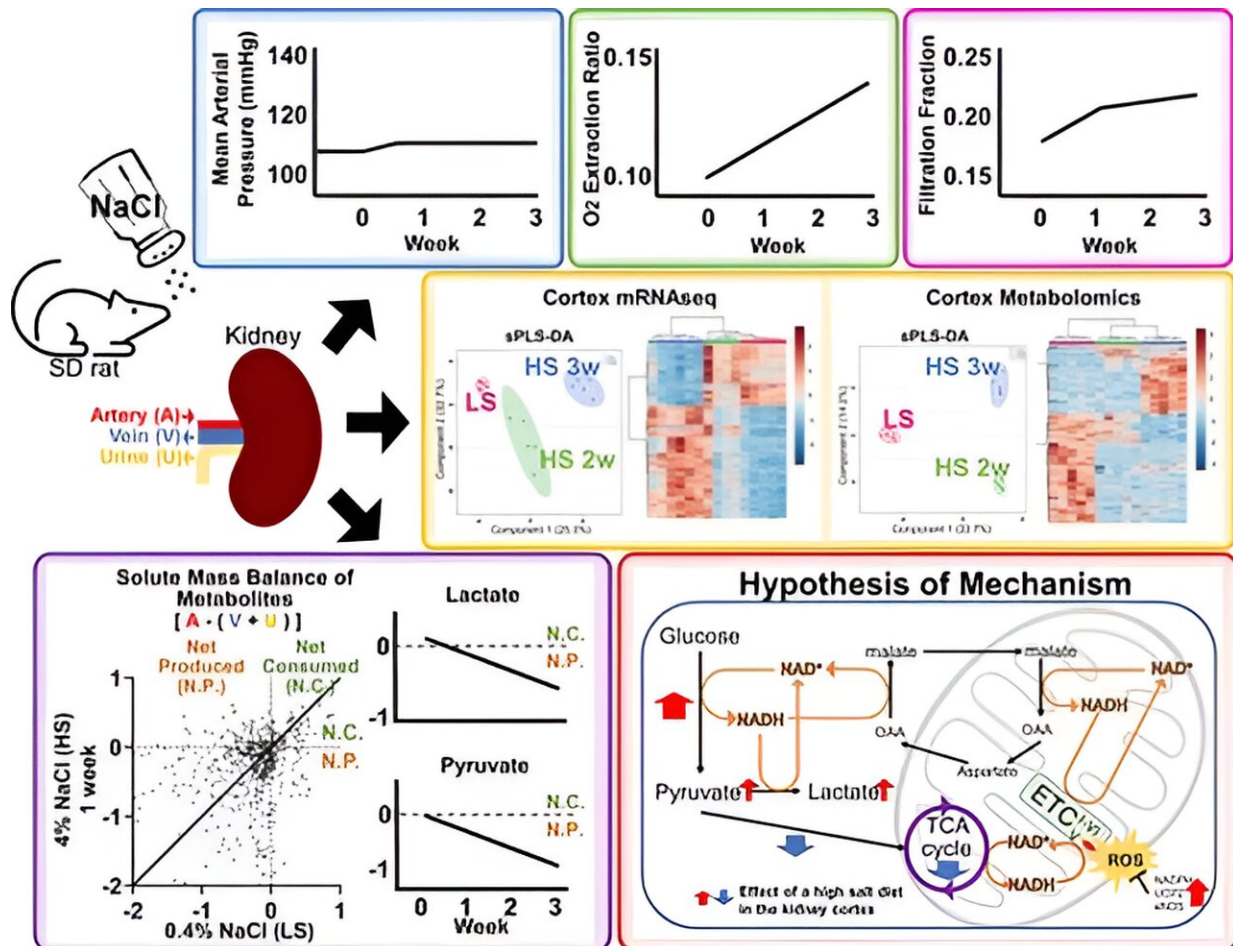 140
120
100
Mean Arterial
Pressure (mmHg)
0 1 2 3
Week
0.15
0.10
O2 Extraction Ratio
0 1 2 3
Week
0.25
0.20
0.15
Filtration Fraction
0 1 2 3
Week
NaCl
SD rat
Kidney
Artery (A)
Vein (V)
Urine (U)
Cortex mRNAseq
sPLS-DA
HS 3w
LS
HS 2w
Component 1
Cortex Metabolomics
sPLS-DA
HS 3w
LS
HS 2w
Component 1
Solute Mass Balance of
Metabolites
[ A - ( V + U ) ]
Net
Produced
(N.P.)
Net
Consumed
(N.C.)
1
0
-1
-2
N.C.
N.P.
4% NaCl (HS)
1 week
-2 -1 0 1
0.4% NaCl (LS)
Lactate
0
-1
N.C.
N.P.
Pyruvate
0
-1
N.C.
N.P.
0 1 2 3
Week
Hypothesis of Mechanism
Glucose
NAD+
NADH
malate
malate
OAA
OAA
NAD+
NADH
Aspartate
Pyruvate
Lactate
ETC
TCA
cycle
NAD+
NADH
ROS
Effect of a high salt diet
in the kidney cortex